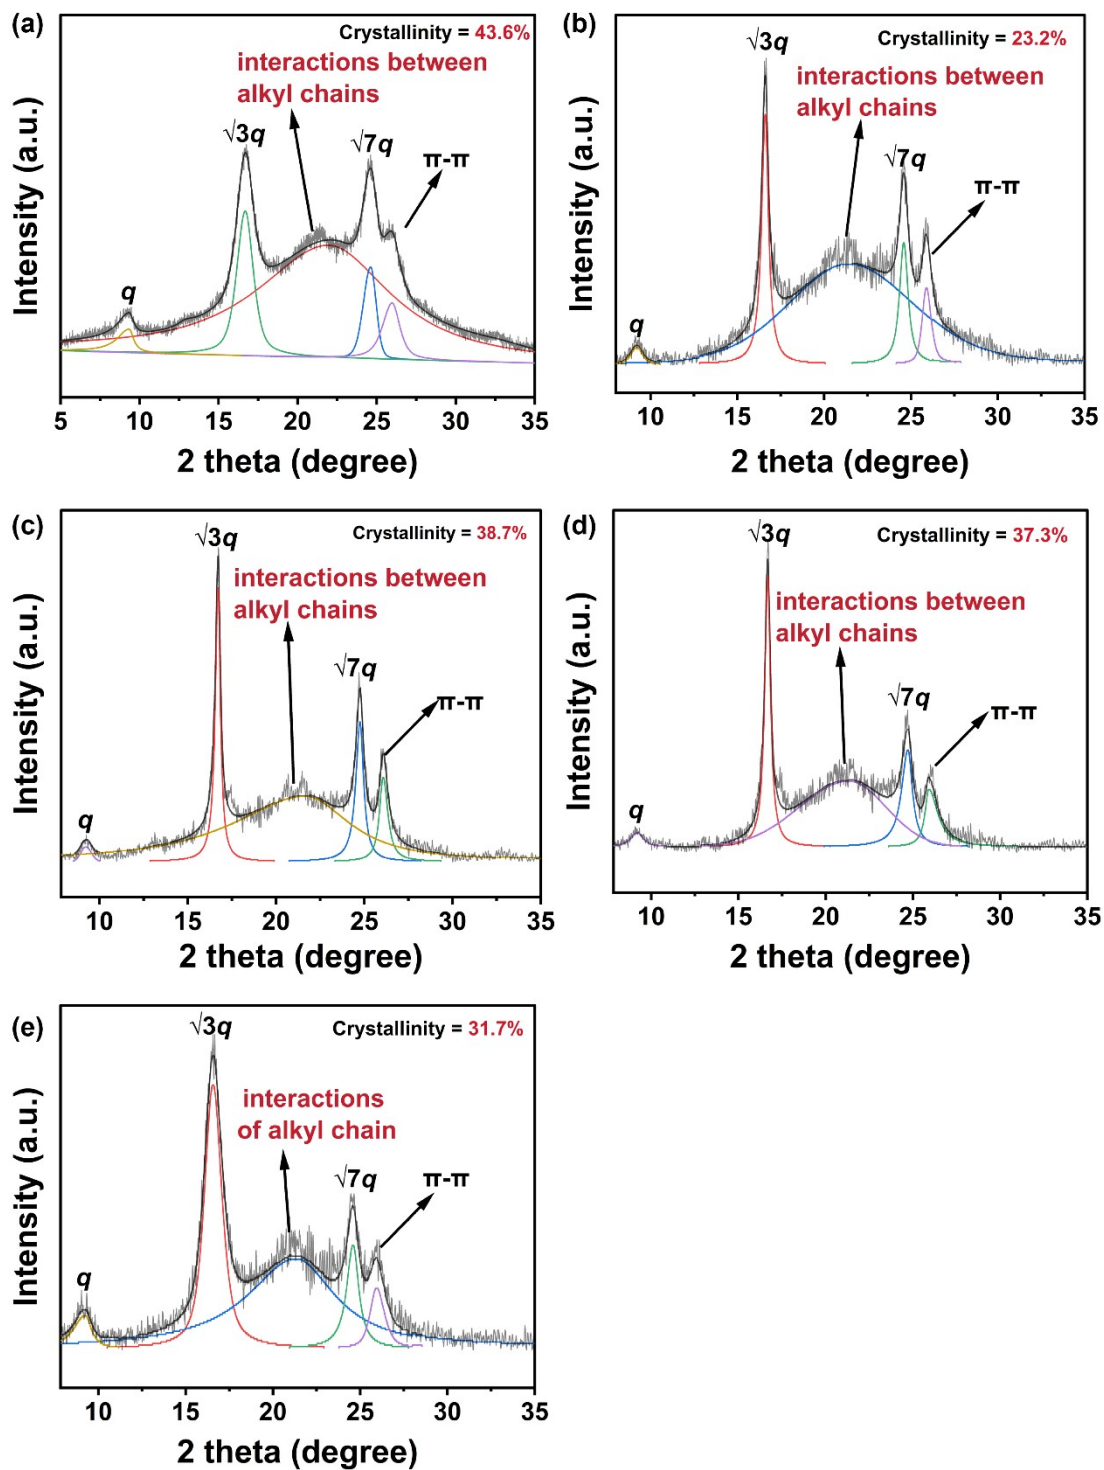 (a)
Crystallinity = 43.6%
interactions between
alkyl chains
√3q
√7q
π-π
q
Intensity (a.u.)
5 10 15 20 25 30 35
2 theta (degree)
(b)
√3q
Crystallinity = 23.2%
interactions between
alkyl chains
√7q
π-π
q
Intensity (a.u.)
10 15 20 25 30 35
2 theta (degree)
(c)
√3q
Crystallinity = 38.7%
interactions between
alkyl chains
√7q
π-π
q
Intensity (a.u.)
10 15 20 25 30 35
2 theta (degree)
(d)
√3q
Crystallinity = 37.3%
interactions between
alkyl chains
√7q
π-π
q
Intensity (a.u.)
10 15 20 25 30 35
2 theta (degree)
(e)
√3q
Crystallinity = 31.7%
interactions
of alkyl chain
√7q
π-π
q
Intensity (a.u.)
10 15 20 25 30 35
2 theta (degree)